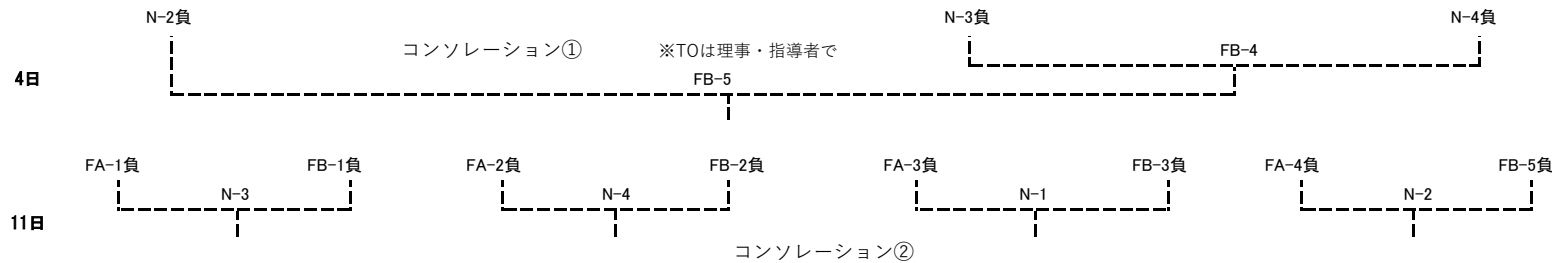 N-2負 N-3負 N-4負
コンソレーション① ※TOは理事・指導者で FB-4
4日 FB-5
FA-1負 FB-1負 FA-2負 FB-2負 FA-3負 FB-3負 FA-4負 FB-5負
N-3 N-4 N-1 N-2
11日
コンソレーション②